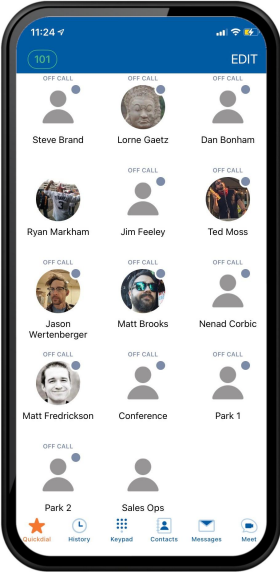 11:24
101 EDIT
OFF CALL OFF CALL OFF CALL
Steve Brand Lorne Gaetz Dan Bonham
OFF CALL OFF CALL OFF CALL
Ryan Markham Jim Feeley Ted Moss
OFF CALL OFF CALL OFF CALL
Jason Wertenberger Matt Brooks Nenad Corbic
OFF CALL OFF CALL OFF CALL
Matt Fredrickson Conference Park 1
OFF CALL
Park 2 Sales Ops
Quickdial History Keypad Contacts Messages Meet